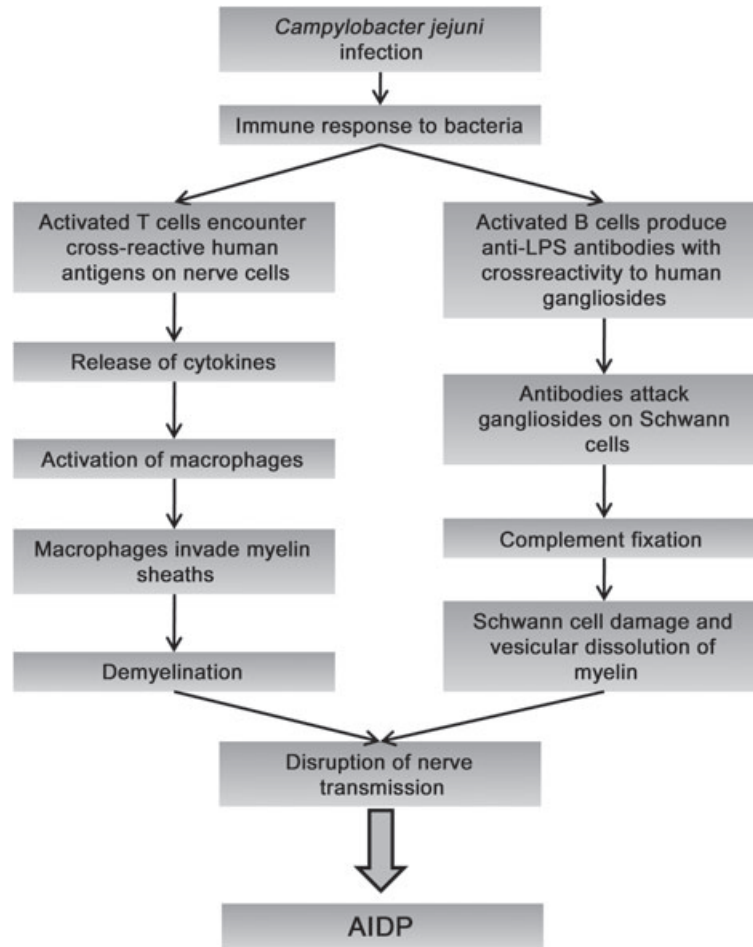 Campylobacter jejuni
infection
Immune response to bacteria
Activated T cells encounter
cross-reactive human
antigens on nerve cells
Release of cytokines
Activation of macrophages
Macrophages invade myelin
sheaths
Demyelination
Activated B cells produce
anti-LPS antibodies with
crossreactivity to human
gangliosides
Antibodies attack
gangliosides on Schwann
cells
Complement fixation
Schwann cell damage and
vesicular dissolution of
myelin
Disruption of nerve
transmission
AIDP